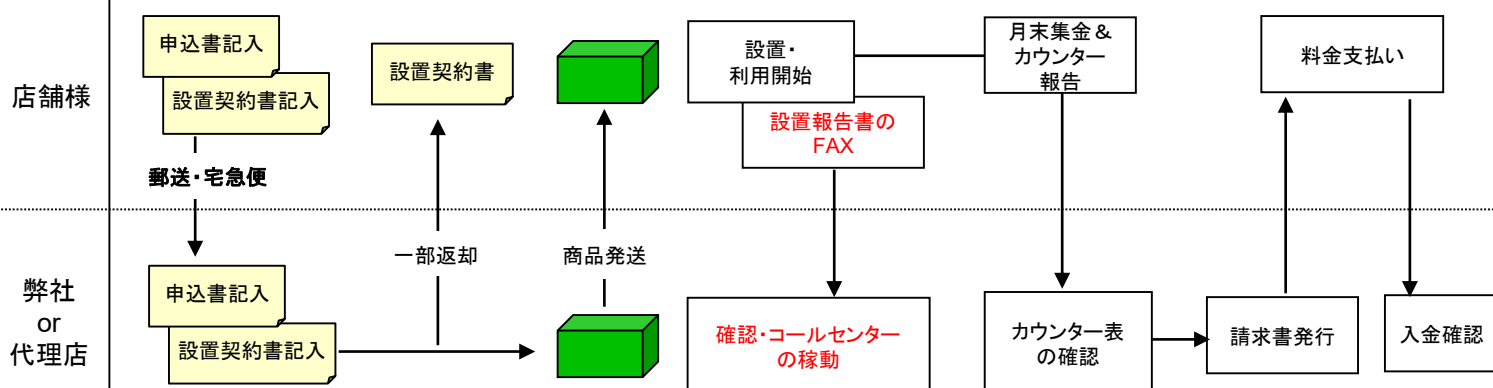 店舗様
申込書記入
設置契約書記入
郵送・宅急便
設置契約書
設置・
利用開始
設置報告書の
FAX
月末集金＆
カウンター
報告
料金支払い
一部返却
商品発送
弊社
or
代理店
申込書記入
設置契約書記入
確認・コールセンター
の稼動
カウンター表
の確認
請求書発行
入金確認